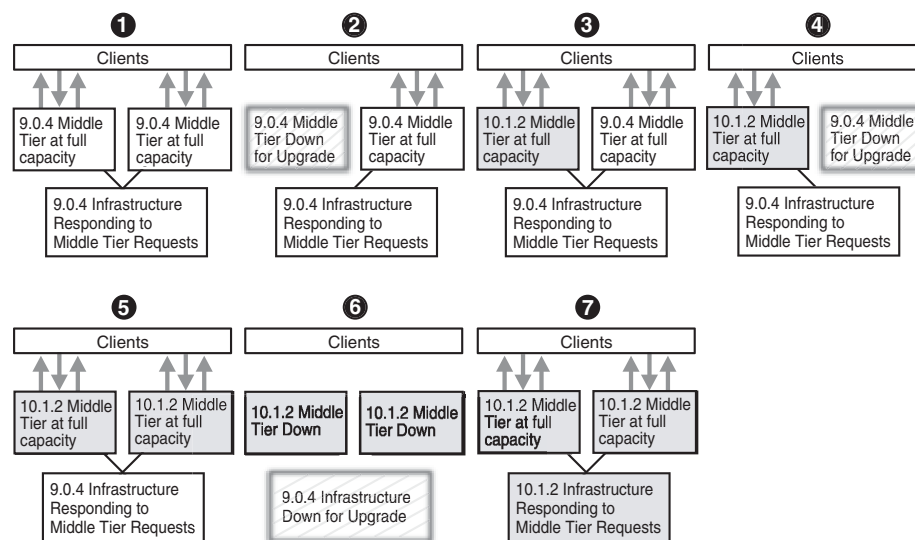 1
Clients
9.0.4 Middle
Tier at full
capacity
9.0.4 Middle
Tier at full
capacity
9.0.4 Infrastructure
Responding to
Middle Tier Requests
2
Clients
9.0.4 Middle
Tier Down
for Upgrade
9.0.4 Middle
Tier at full
capacity
9.0.4 Infrastructure
Responding to
Middle Tier Requests
3
Clients
10.1.2 Middle
Tier at full
capacity
9.0.4 Middle
Tier at full
capacity
9.0.4 Infrastructure
Responding to
Middle Tier Requests
4
Clients
10.1.2 Middle
Tier at full
capacity
9.0.4 Middle
Tier Down
for Upgrade
9.0.4 Infrastructure
Responding to
Middle Tier Requests
5
Clients
10.1.2 Middle
Tier at full
capacity
10.1.2 Middle
Tier at full
capacity
9.0.4 Infrastructure
Responding to
Middle Tier Requests
6
Clients
10.1.2 Middle
Tier Down
10.1.2 Middle
Tier Down
9.0.4 Infrastructure
Down for Upgrade
7
Clients
10.1.2 Middle
Tier at full
capacity
10.1.2 Middle
Tier at full
capacity
10.1.2 Infrastructure
Responding to
Middle Tier Requests